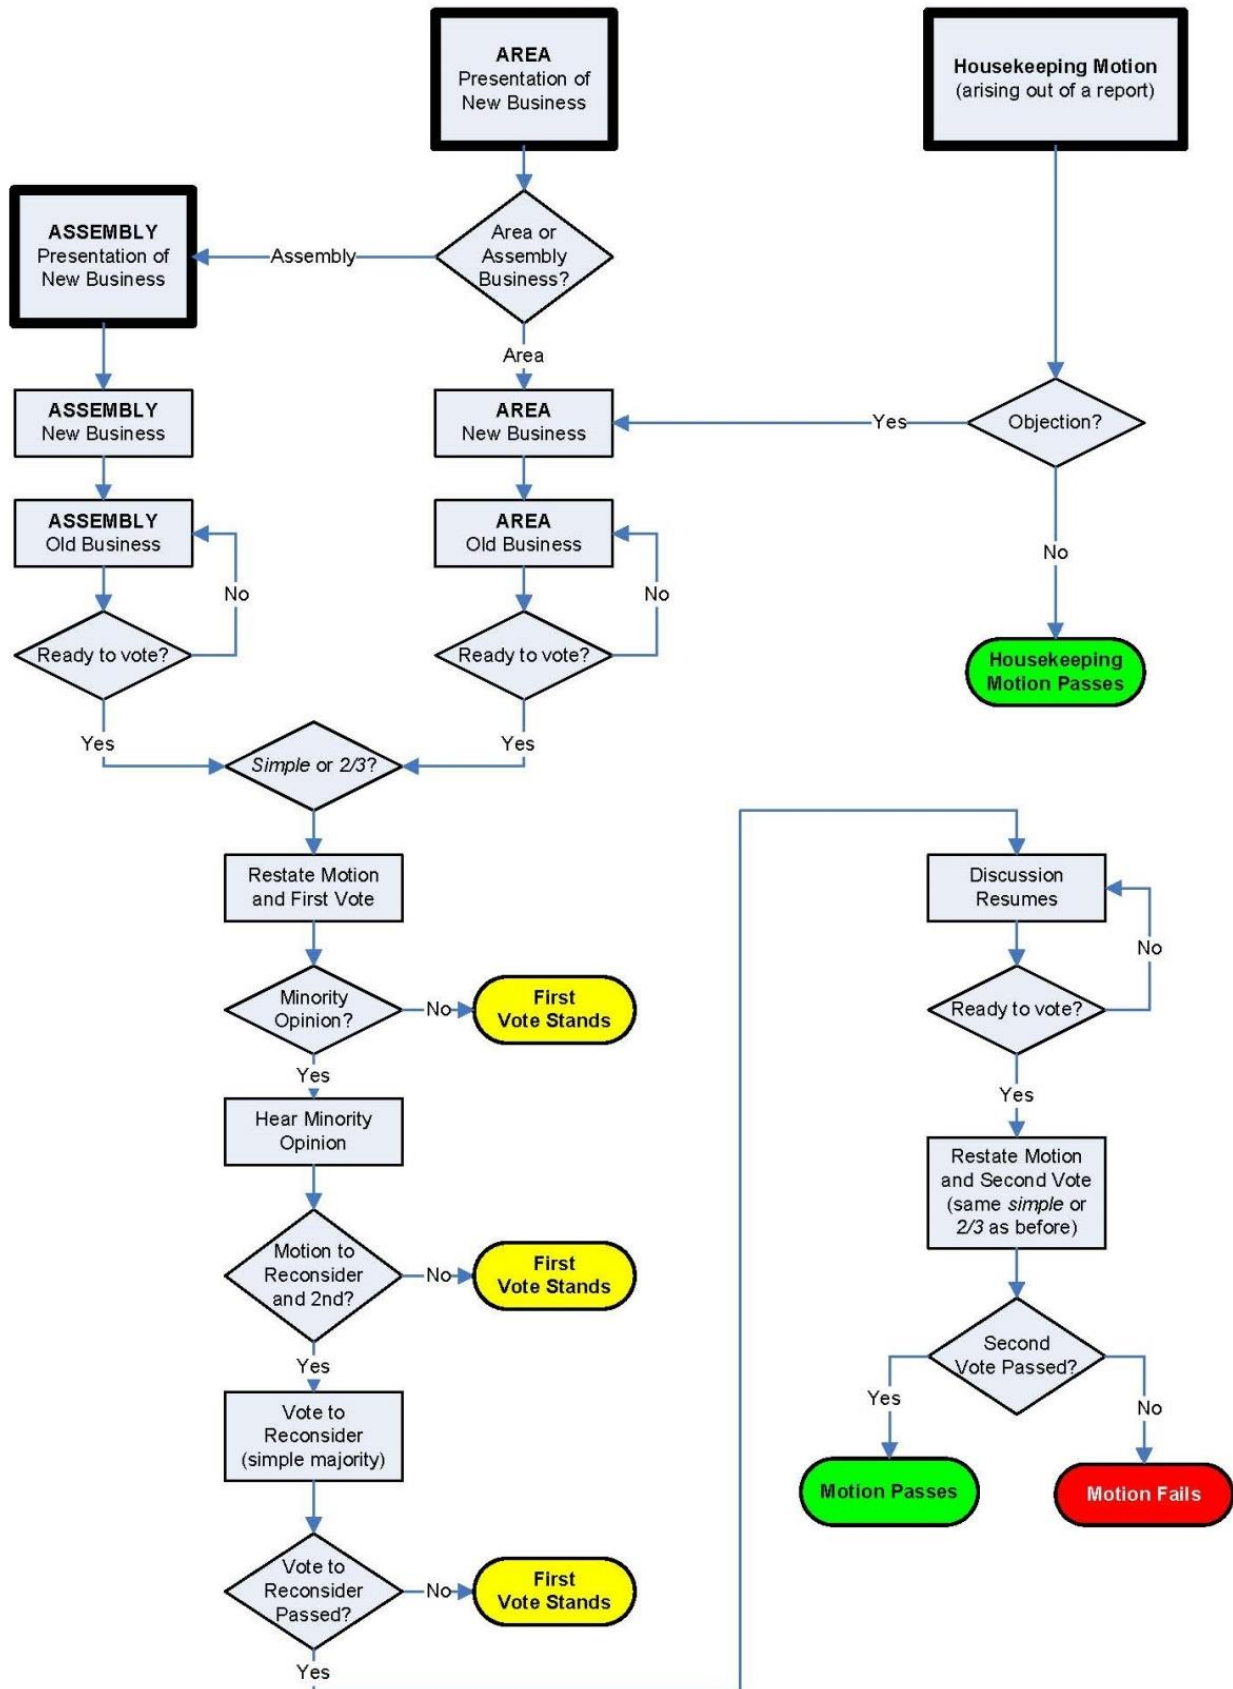 AREA
Presentation of
New Business
Housekeeping Motion
(arising out of a report)
ASSEMBLY
Presentation of
New Business
Assembly
Area or
Assembly
Business?
Area
ASSEMBLY
New Business
AREA
New Business
Yes
Objection?
ASSEMBLY
Old Business
No
AREA
Old Business
No
No
Ready to vote?
Ready to vote?
Housekeeping
Motion Passes
Yes
Simple or 2/3?
Yes
Restate Motion
and First Vote
Minority
Opinion?
No
First
Vote Stands
Yes
Hear Minority
Opinion
Motion to
Reconsider
and 2nd?
No
First
Vote Stands
Yes
Vote to
Reconsider
(simple majority)
Vote to
Reconsider
Passed?
No
First
Vote Stands
Yes
Discussion
Resumes
No
Ready to vote?
Yes
Restate Motion
and Second Vote
(same simple or
2/3 as before)
Second
Vote Passed?
Yes
No
Motion Passes
Motion Fails